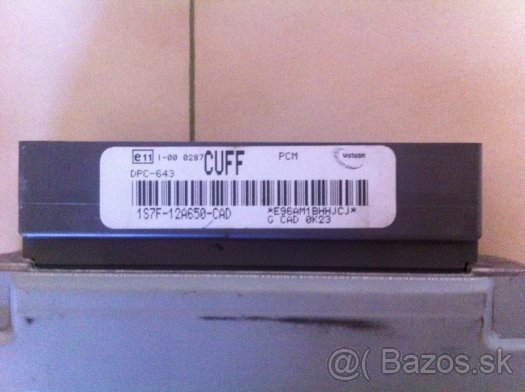 e11 I-00 0287 CUFF PCM Visteon
DPC-643
1S7F-12A650-CAD *E96AM1BHHJCJ*
G CAD 0K23
@ Bazos.sk